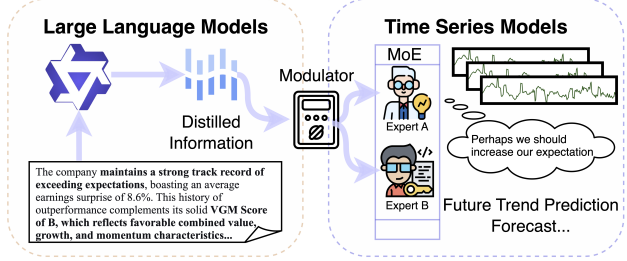 Large Language Models
Time Series Models
Distilled
Information
Modulator
MoE
Expert A
</>
Expert B
Perhaps we should
increase our expectation
Future Trend Prediction
Forecast...
The company maintains a strong track record of
exceeding expectations, boasting an average
earnings surprise of 8.6%. This history of
outperformance complements its solid VGM Score
of B, which reflects favorable combined value,
growth, and momentum characteristics...